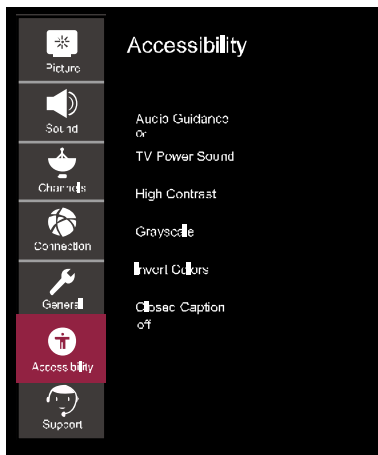 Accessibility
Picture
Sound
Channels
Connection
General
Accessibility
Support
Audio Guidance
On
TV Power Sound
High Contrast
Grayscale
Invert Colors
Closed Caption
off